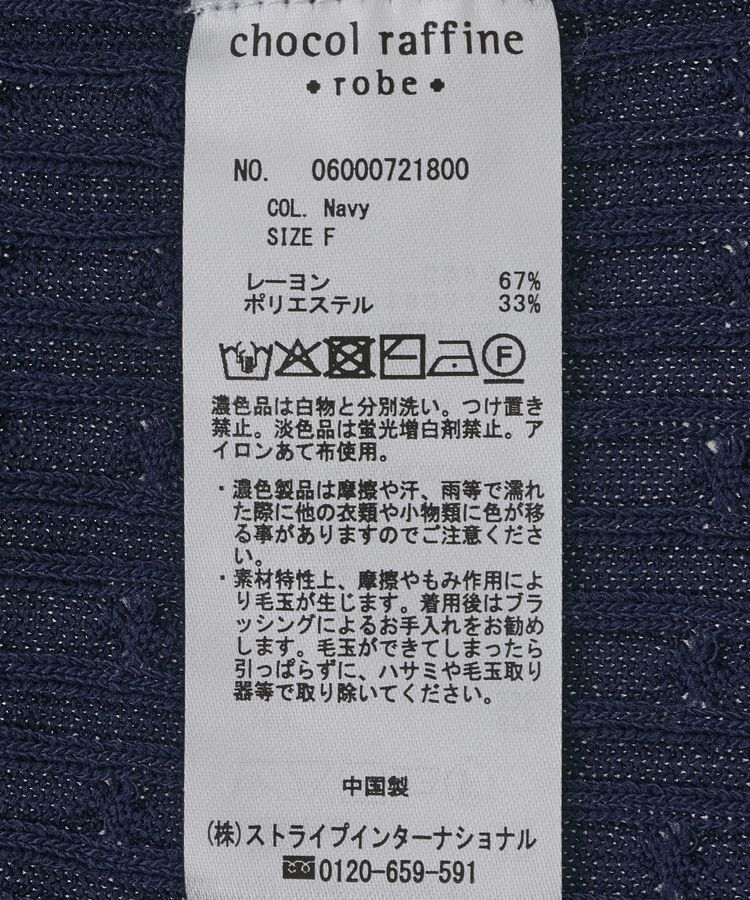 chocol raffine
robe
NO. 06000721800
COL. Navy
SIZE F
レーヨン 67%
ポリエステル 33%
F
濃色品は白物と分別洗い。つけ置き
禁止。淡色品は蛍光増白剤禁止。ア
イロンあて布使用。
・濃色製品は摩擦や汗、雨等で濡れ
た際に他の衣類や小物類に色が移
る事がありますのでご注意くださ
い。
・素材特性上、摩擦やもみ作用によ
り毛玉が生じます。着用後はブラ
ッシングによるお手入れをお勧め
します。毛玉ができてしまったら
引っぱらずに、ハサミや毛玉取り
器等で取り除いてください。
中国製
(株)ストライプインターナショナル
0120-659-591